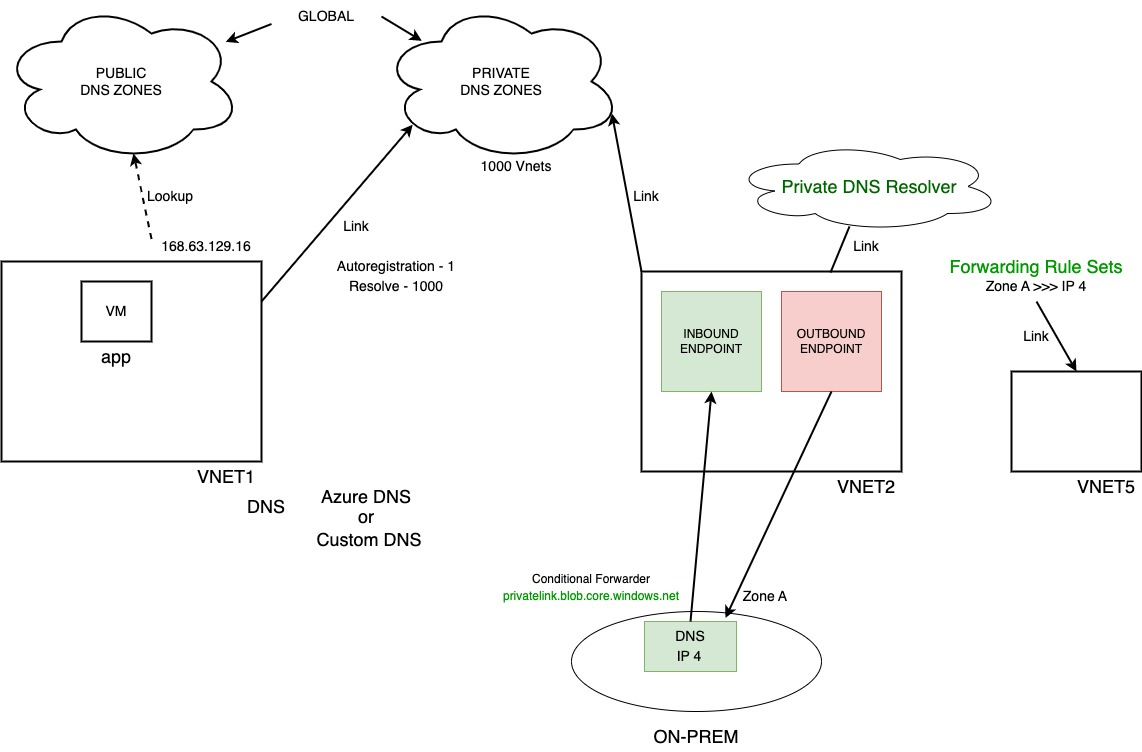 GLOBAL
PUBLIC
DNS ZONES
PRIVATE
DNS ZONES
1000 Vnets
Private DNS Resolver
Lookup
Link
Link
Link
168.63.129.16
Autoregistration - 1
Resolve - 1000
Forwarding Rule Sets
Zone A >>> IP 4
Link
VM
app
INBOUND
ENDPOINT
OUTBOUND
ENDPOINT
VNET1
VNET2
VNET5
DNS
Azure DNS
or
Custom DNS
Conditional Forwarder
privatelink.blob.core.windows.net
Zone A
DNS
IP 4
ON-PREM